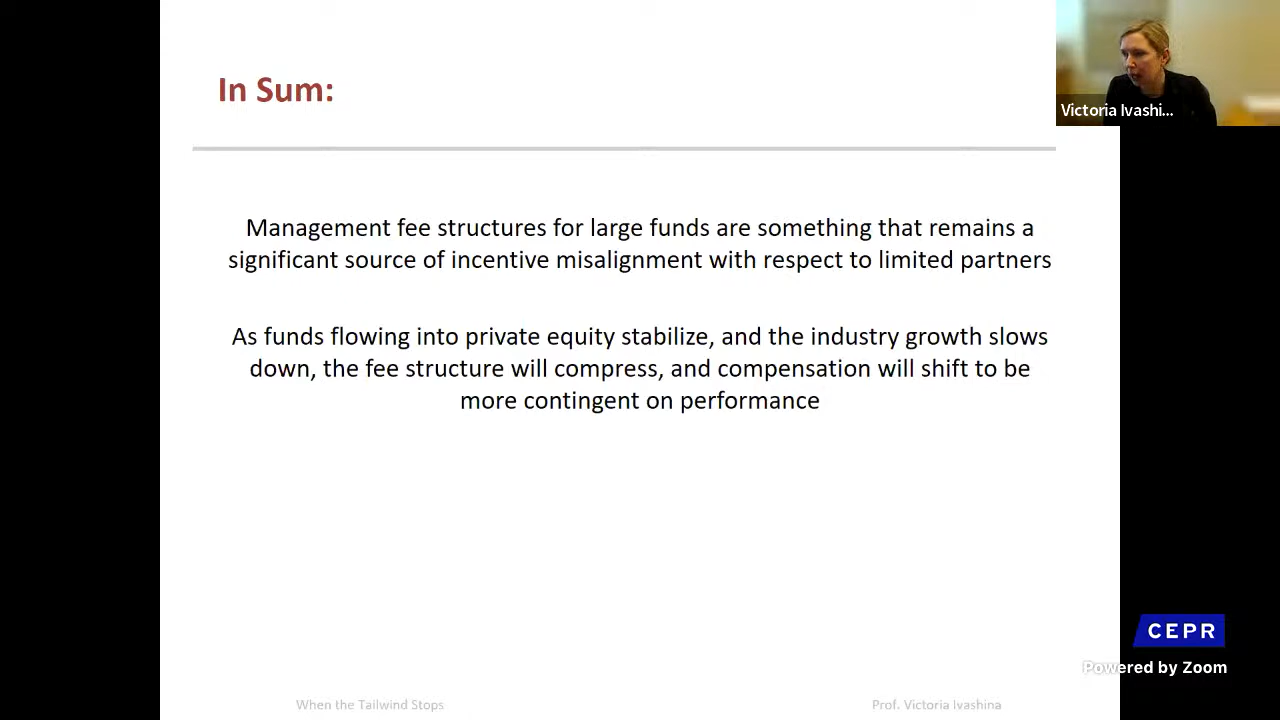 In Sum:
Victoria Ivashi...
Management fee structures for large funds are something that remains a
significant source of incentive misalignment with respect to limited partners
As funds flowing into private equity stabilize, and the industry growth slows
down, the fee structure will compress, and compensation will shift to be
more contingent on performance
CEPR
Powered by Zoom
When the Tailwind Stops
Prof. Victoria Ivashina